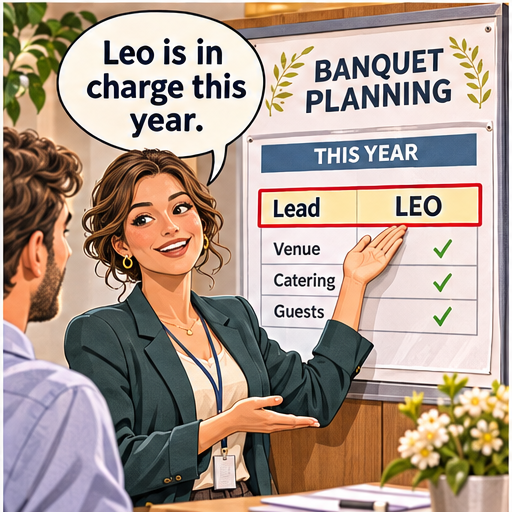 Leo is in
charge this
year.
BANQUET
PLANNING
THIS YEAR
Lead LEO
Venue ✓
Catering ✓
Guests ✓